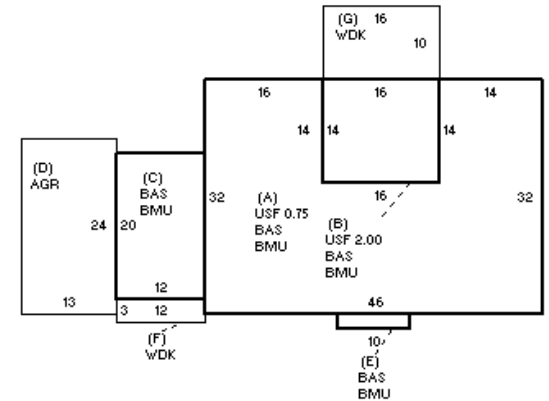 (G) 16
WDK
10
16 16 14
14 14 14
(D)
AGR
(C)
BAS
BMU
24 20
32
(A)
USF 0.75
BAS
BMU
16
32
(B)
USF 2.00
BAS
BMU
12
13
3 12
46
(F)
WDK
10
(E)
BAS
BMU